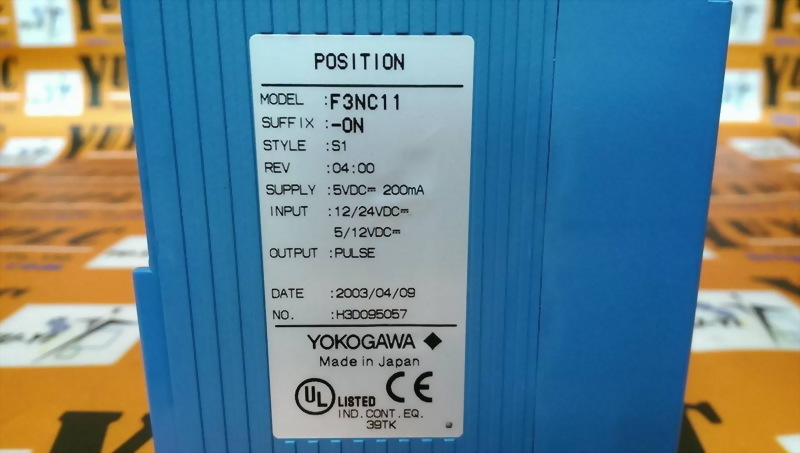 POSITION
MODEL :F3NC11
SUFFIX :-0N
STYLE :S1
REV :04:00
SUPPLY :5VDC⎓ 200mA
INPUT :12/24VDC⎓
5/12VDC⎓
OUTPUT :PULSE
DATE :2003/04/09
NO. :H3D095057
YOKOGAWA ◆
Made in Japan
UL LISTED CE
IND.CONT.EQ.
39TK